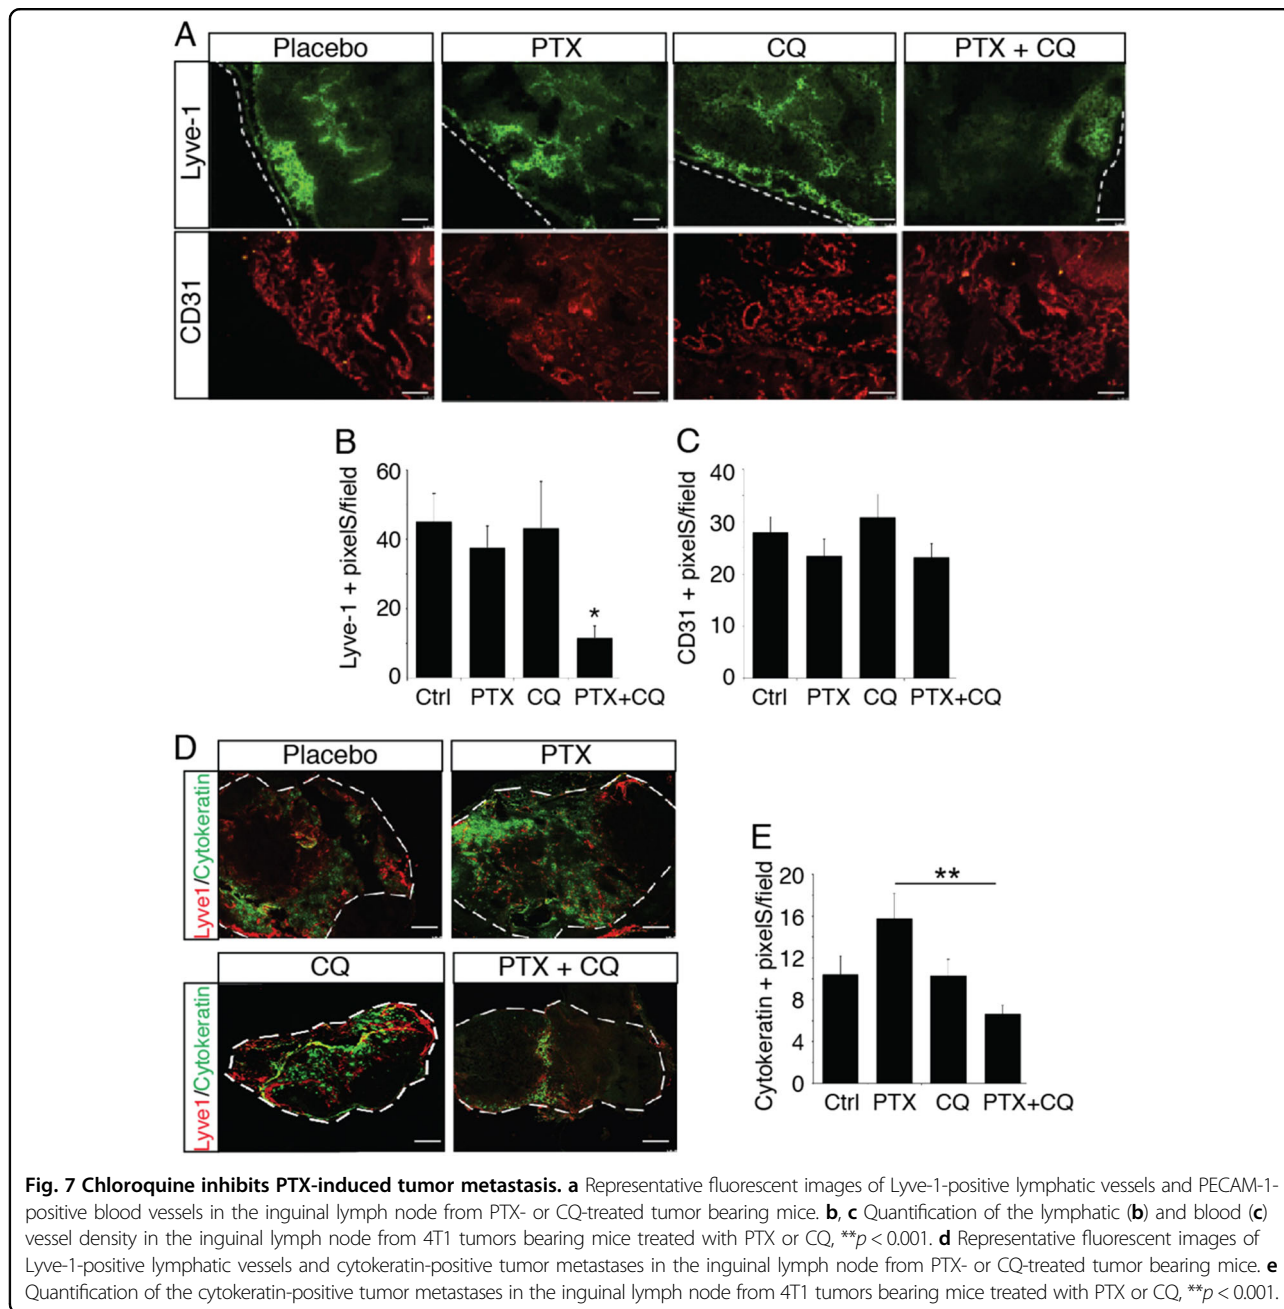 A
Placebo PTX CQ PTX + CQ
Lyve-1
CD31
B
Lyve-1 + pixelS/field
60
40
20
0
*
Ctrl PTX CQ PTX+CQ
C
CD31 + pixelS/field
40
30
20
10
0
Ctrl PTX CQ PTX+CQ
D
Placebo PTX
Lyve1/Cytokeratin
CQ PTX + CQ
Lyve1/Cytokeratin
E
Cytokeratin + pixelS/field
20
16
12
8
4
0
**
Ctrl PTX CQ PTX+CQ
Fig. 7 Chloroquine inhibits PTX-induced tumor metastasis. a Representative fluorescent images of Lyve-1-positive lymphatic vessels and PECAM-1-
positive blood vessels in the inguinal lymph node from PTX- or CQ-treated tumor bearing mice. b, c Quantification of the lymphatic (b) and blood (c)
vessel density in the inguinal lymph node from 4T1 tumors bearing mice treated with PTX or CQ, **p < 0.001. d Representative fluorescent images of
Lyve-1-positive lymphatic vessels and cytokeratin-positive tumor metastases in the inguinal lymph node from PTX- or CQ-treated tumor bearing mice. e
Quantification of the cytokeratin-positive tumor metastases in the inguinal lymph node from 4T1 tumors bearing mice treated with PTX or CQ, **p < 0.001.